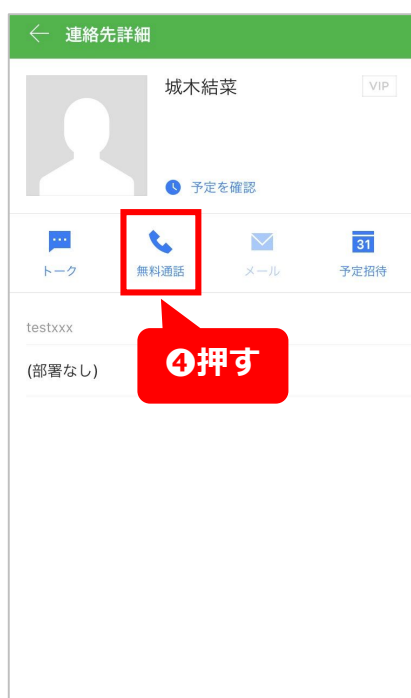 連絡先詳細
城木結菜
VIP
予定を確認
31
トーク 無料通話 メール 予定招待
testxxx
(部署なし)
❹押す